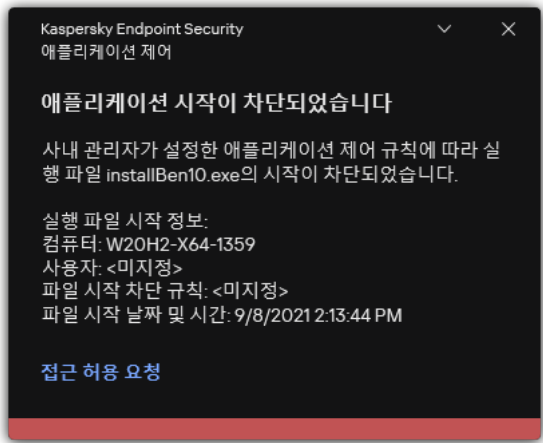 Kaspersky Endpoint Security
애플리케이션 제어
애플리케이션 시작이 차단되었습니다
사내 관리자가 설정한 애플리케이션 제어 규칙에 따라 실
행 파일 installBen10.exe의 시작이 차단되었습니다.
실행 파일 시작 정보:
컴퓨터: W20H2-X64-1359
사용자: <미지정>
파일 시작 차단 규칙: <미지정>
파일 시작 날짜 및 시간: 9/8/2021 2:13:44 PM
접근 허용 요청